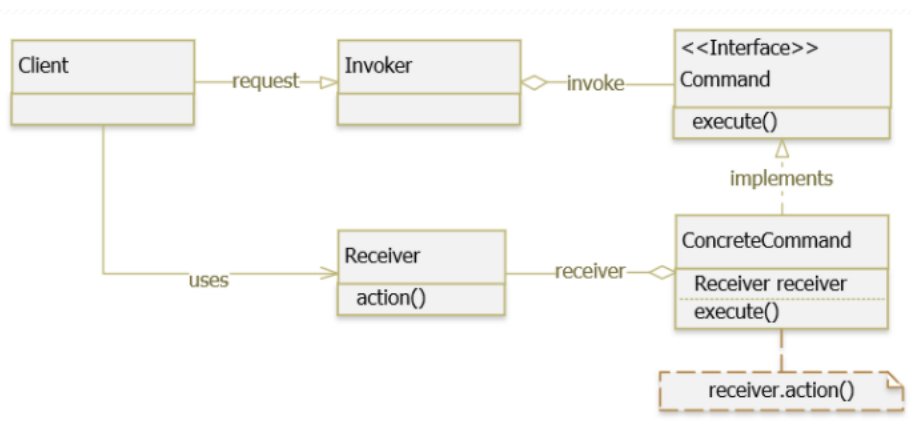 Client
request
Invoker
invoke
<<Interface>>
Command
execute()
implements
uses
Receiver
action()
receiver
ConcreteCommand
Receiver receiver
execute()
receiver.action()